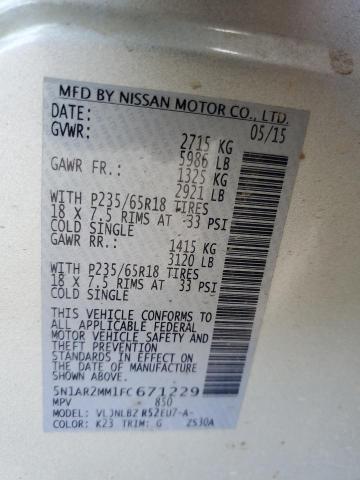 MFD BY NISSAN MOTOR CO., LTD.
DATE: 05/15
GVWR: 2715 KG
5986 LB
GAWR FR.: 1325 KG
2921 LB
WITH P235/65R18 TIRES
18 X 7.5 RIMS AT 33 PSI
COLD SINGLE
GAWR RR.: 1415 KG
3120 LB
WITH P235/65R18 TIRES
18 X 7.5 RIMS AT 33 PSI
COLD SINGLE
THIS VEHICLE CONFORMS TO
ALL APPLICABLE FEDERAL
MOTOR VEHICLE SAFETY AND
THEFT PREVENTION
STANDARDS IN EFFECT ON THE
DATE OF MANUFACTURE
SHOWN ABOVE.
5N1AR2MM1FC671229
MPV 850
MODEL: VLJNLBZ R52EU7-A-
COLOR: K23 TRIM: G ZS30A